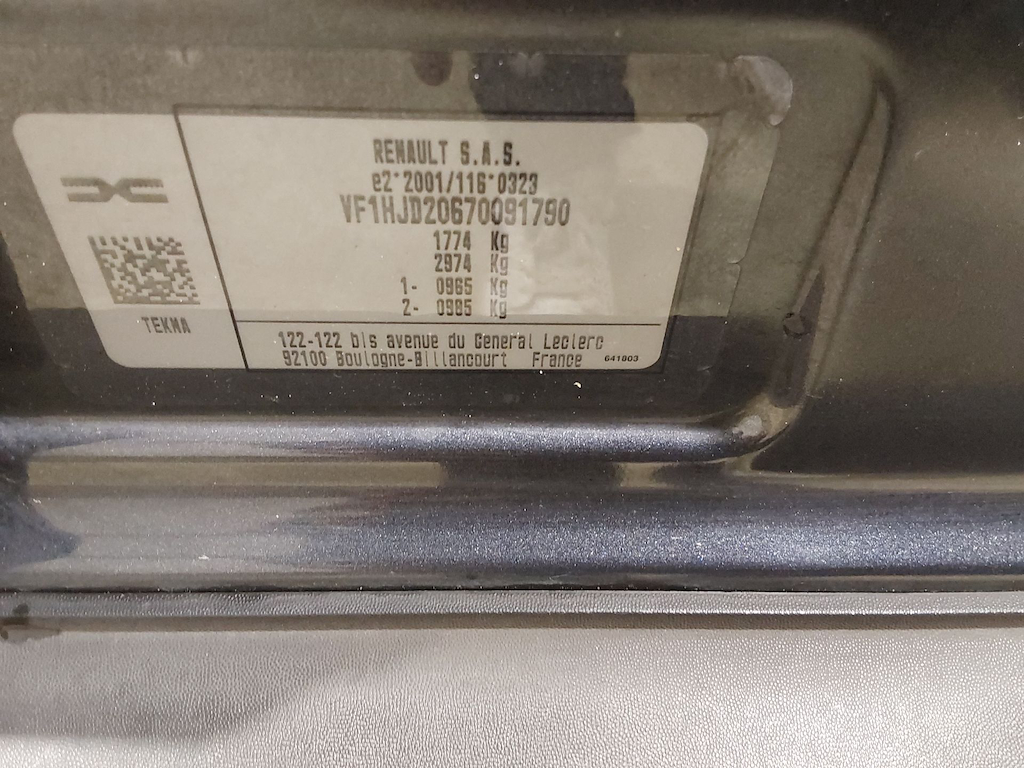 RENAULT S.A.S.
e2*2001/116*0323
VF1HJD20670091790
1774 Kg
2974 Kg
1- 0965 Kg
2- 0985 Kg
TEKNA
122-122 bis avenue du General Leclerc
92100 Boulogne-Billancourt France
641803